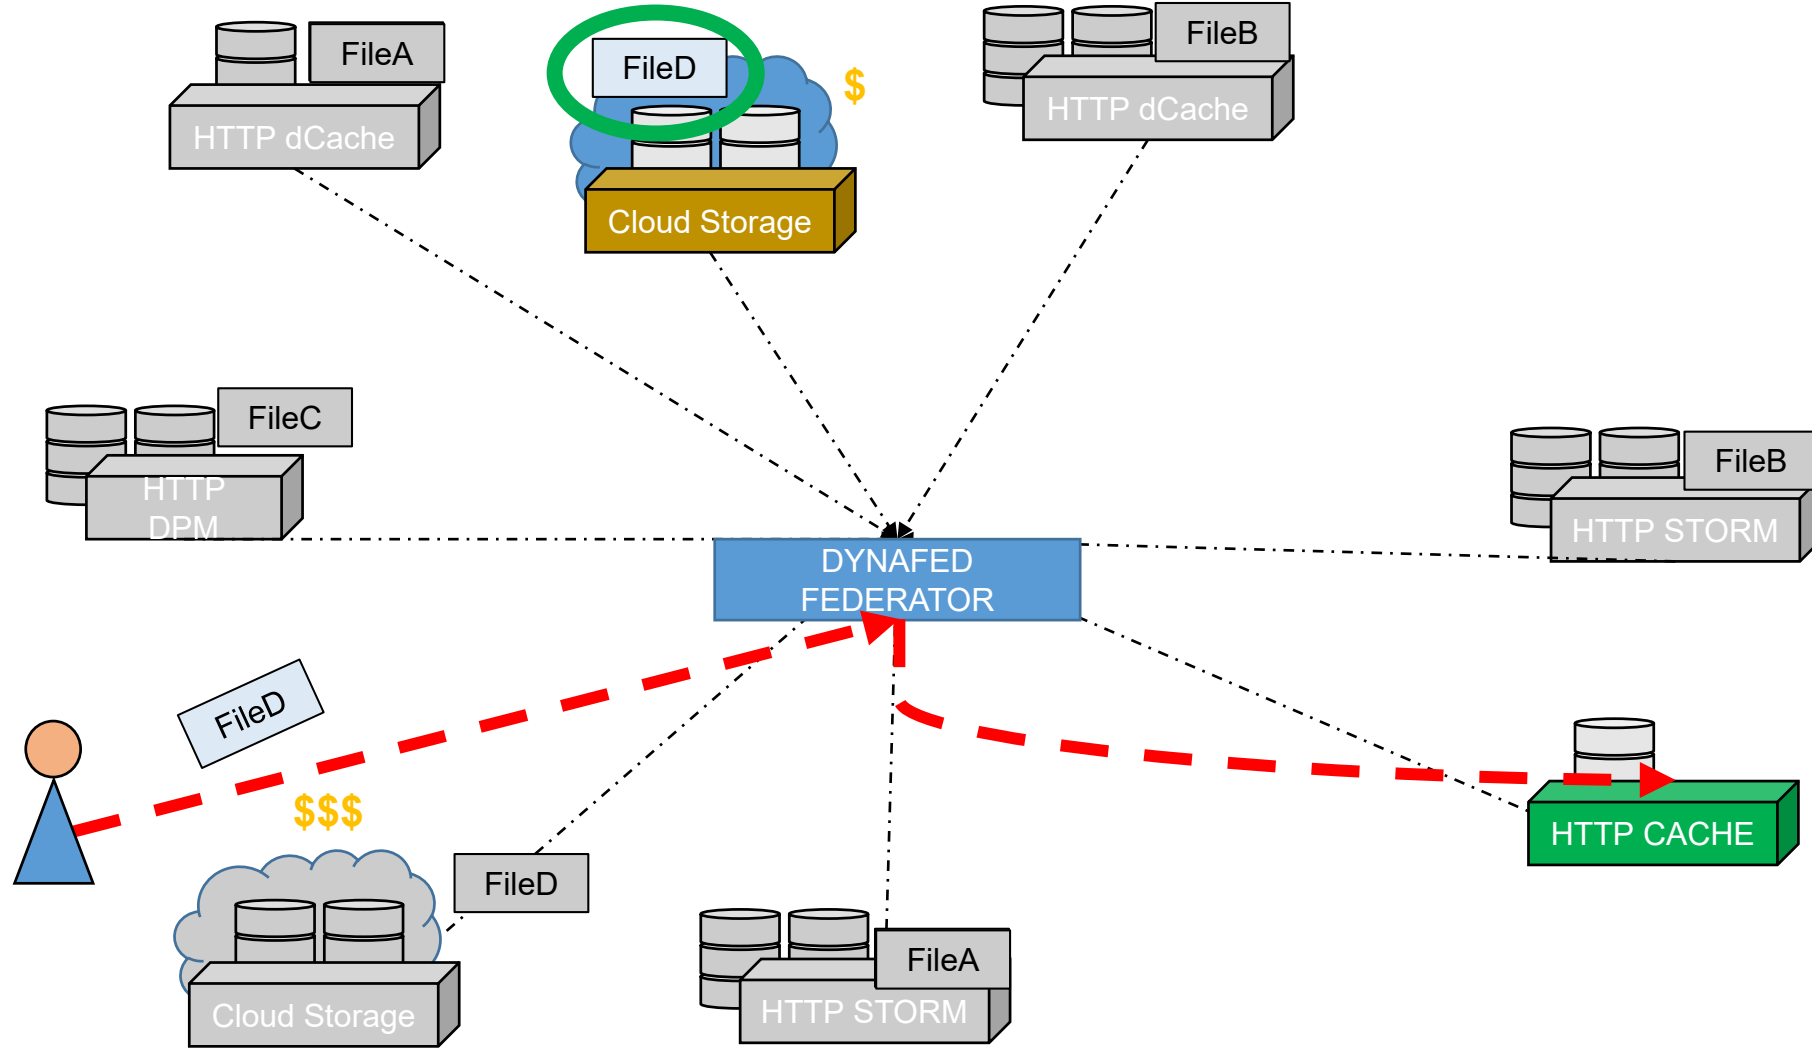 FileA
HTTP dCache
FileD
$
Cloud Storage
FileB
HTTP dCache
FileC
HTTP
DPM
FileB
HTTP STORM
DYNAFED
FEDERATOR
FileD
$$$
FileD
Cloud Storage
FileA
HTTP STORM
HTTP CACHE